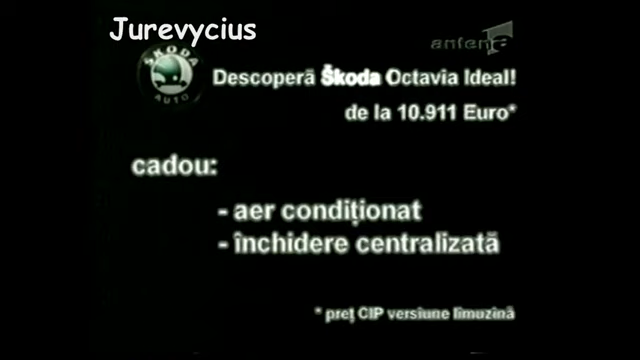 Jurevycius
antena 1
ŠKODA
AUTO
Descoperă Škoda Octavia Ideal!
de la 10.911 Euro*
cadou:
- aer condiționat
- închidere centralizată
* preț CIP versiune limuzină